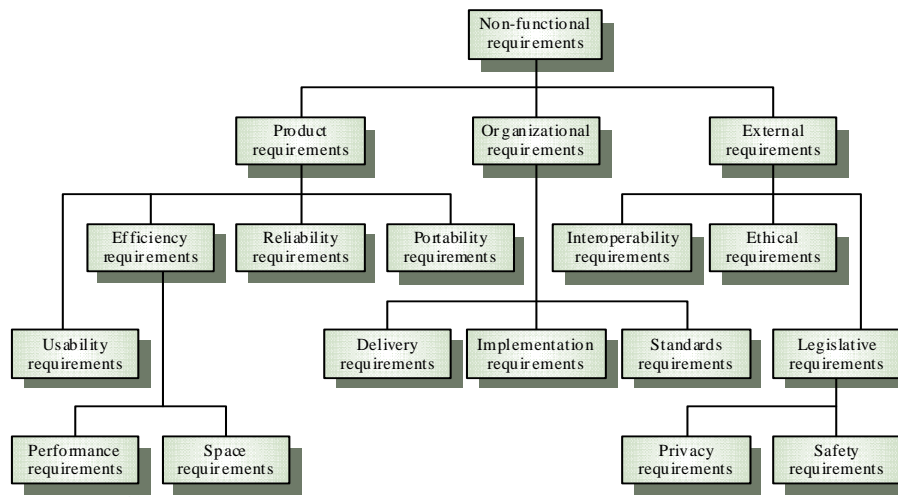 Non-functional
requirements
Product
requirements
Organizational
requirements
External
requirements
Efficiency
requirements
Reliability
requirements
Portability
requirements
Interoperability
requirements
Ethical
requirements
Usability
requirements
Delivery
requirements
Implementation
requirements
Standards
requirements
Legislative
requirements
Performance
requirements
Space
requirements
Privacy
requirements
Safety
requirements